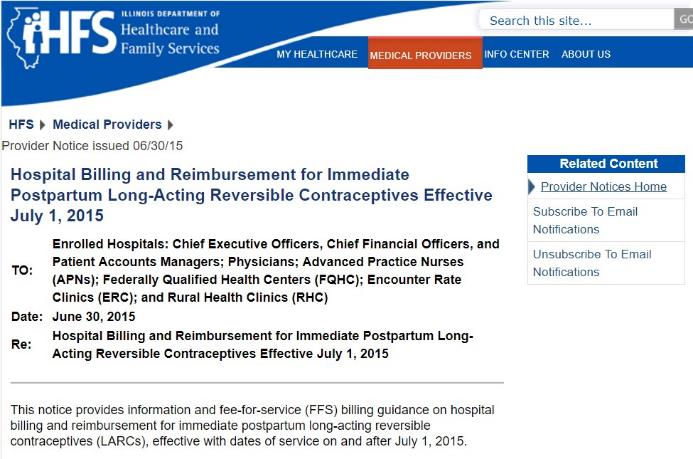 ILLINOIS DEPARTMENT OF
HFS Healthcare and
Family Services
Search this site...
GO
MY HEALTHCARE MEDICAL PROVIDERS INFO CENTER ABOUT US
HFS Medical Providers
Provider Notice issued 06/30/15
Hospital Billing and Reimbursement for Immediate
Postpartum Long-Acting Reversible Contraceptives Effective
July 1, 2015
Enrolled Hospitals: Chief Executive Officers, Chief Financial Officers, and
Patient Accounts Managers; Physicians; Advanced Practice Nurses
TO: (APNs); Federally Qualified Health Centers (FQHC); Encounter Rate
Clinics (ERC); and Rural Health Clinics (RHC)
Date: June 30, 2015
Re: Hospital Billing and Reimbursement for Immediate Postpartum Long-
Acting Reversible Contraceptives Effective July 1, 2015
This notice provides information and fee-for-service (FFS) billing guidance on hospital
billing and reimbursement for immediate postpartum long-acting reversible
contraceptives (LARCs), effective with dates of service on and after July 1, 2015.
Related Content
Provider Notices Home
Subscribe To Email
Notifications
Unsubscribe To Email
Notifications